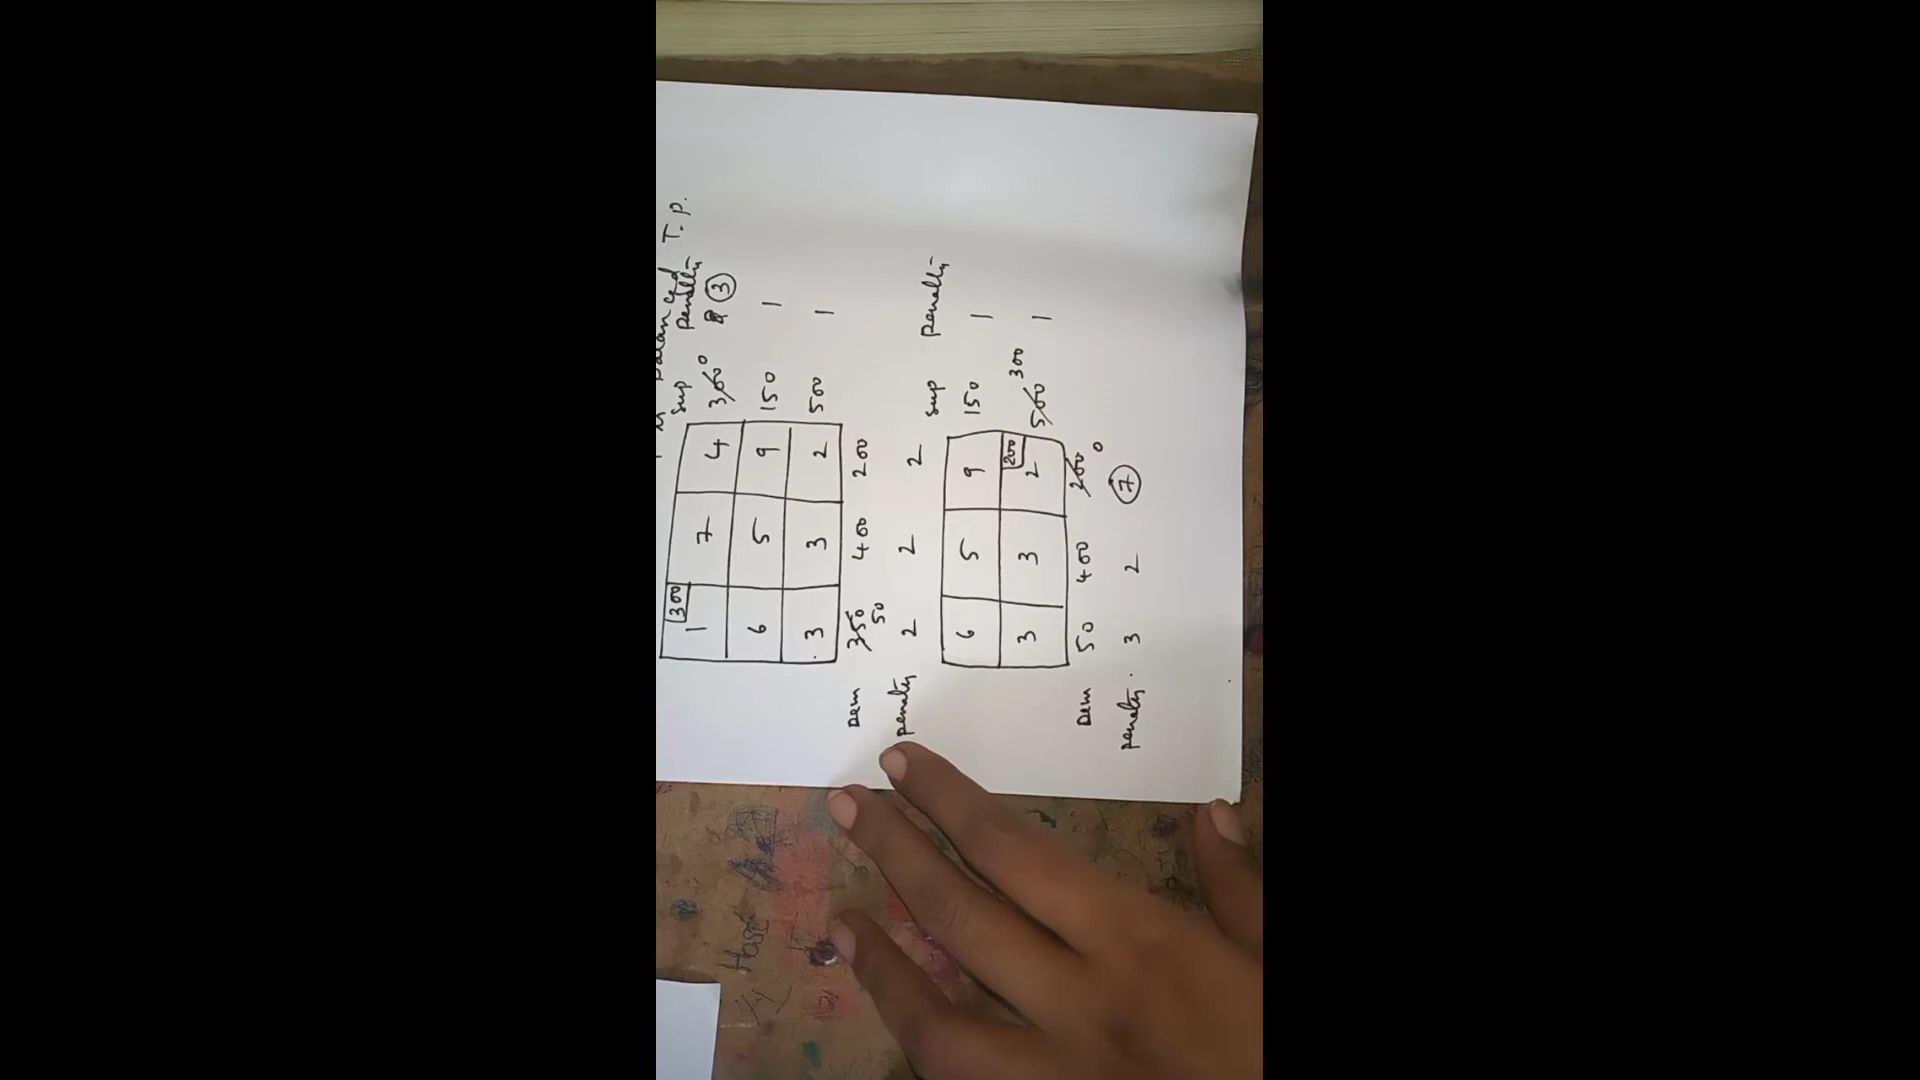 balanced T.P.
Sup Penalty
1 300 7 4 300 0 3
6 5 9 150 1
3 3 2 500 1
Dem 350 50 400 200
Penalty 2 2 2
Sup Penalty
6 5 9 150 1
3 3 2 200 500 300 1
Dem 50 400 200 0
Penalty . 3 2 7